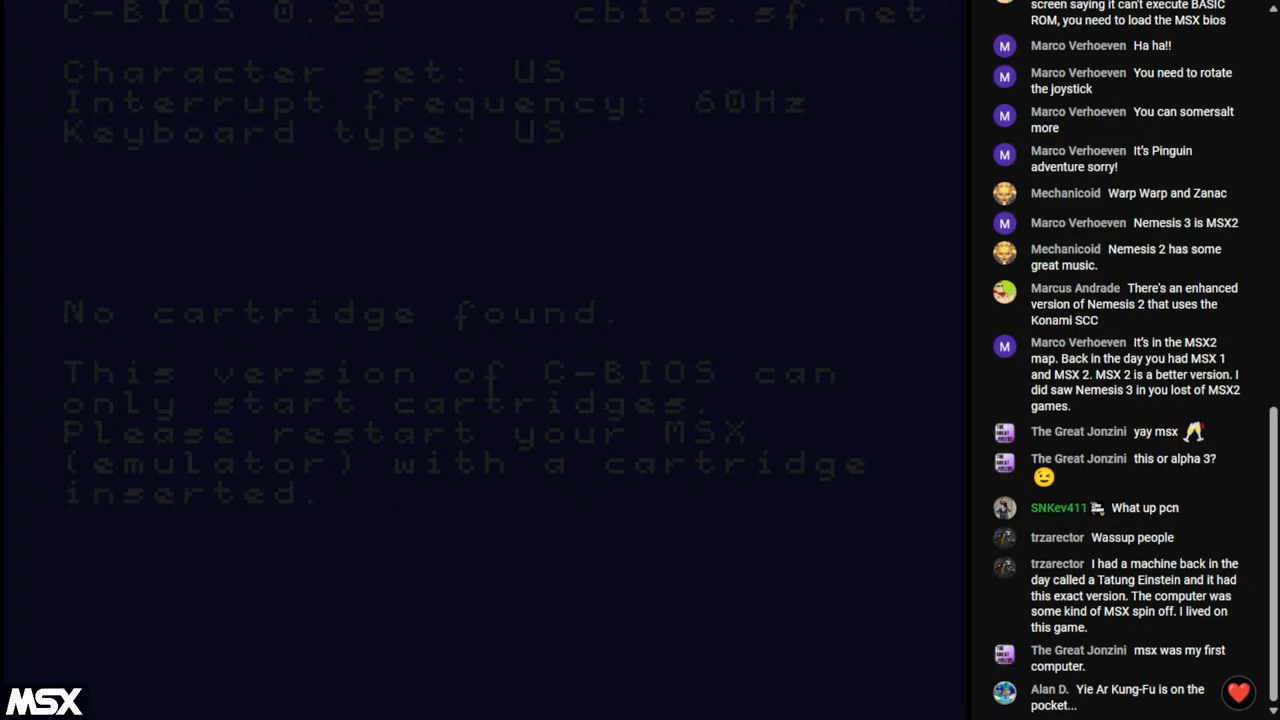 C-BIOS 0.29 cbios.sf.net
Character set: US
Interrupt frequency: 60Hz
Keyboard type: US
No cartridge found.
This version of C-BIOS can
only start cartridges.
Please restart your MSX
(emulator) with a cartridge
inserted.
MSX
screen saying it can't execute BASIC
ROM, you need to load the MSX bios
M Marco Verhoeven Ha ha!!
M Marco Verhoeven You need to rotate
the joystick
M Marco Verhoeven You can somersalt
more
M Marco Verhoeven It's Pinguin
adventure sorry!
Mechanicoid Warp Warp and Zanac
M Marco Verhoeven Nemesis 3 is MSX2
Mechanicoid Nemesis 2 has some
great music.
Marcus Andrade There's an enhanced
version of Nemesis 2 that uses the
Konami SCC
M Marco Verhoeven It's in the MSX2
map. Back in the day you had MSX 1
and MSX 2. MSX 2 is a better version. I
did saw Nemesis 3 in you lost of MSX2
games.
The Great Jonzini yay msx 🥂
The Great Jonzini this or alpha 3?
😉
SNKev411 What up pcn
trzarector Wassup people
trzarector I had a machine back in the
day called a Tatung Einstein and it had
this exact version. The computer was
some kind of MSX spin off. I lived on
this game.
The Great Jonzini msx was my first
computer.
Alan D. Yie Ar Kung-Fu is on the
pocket...